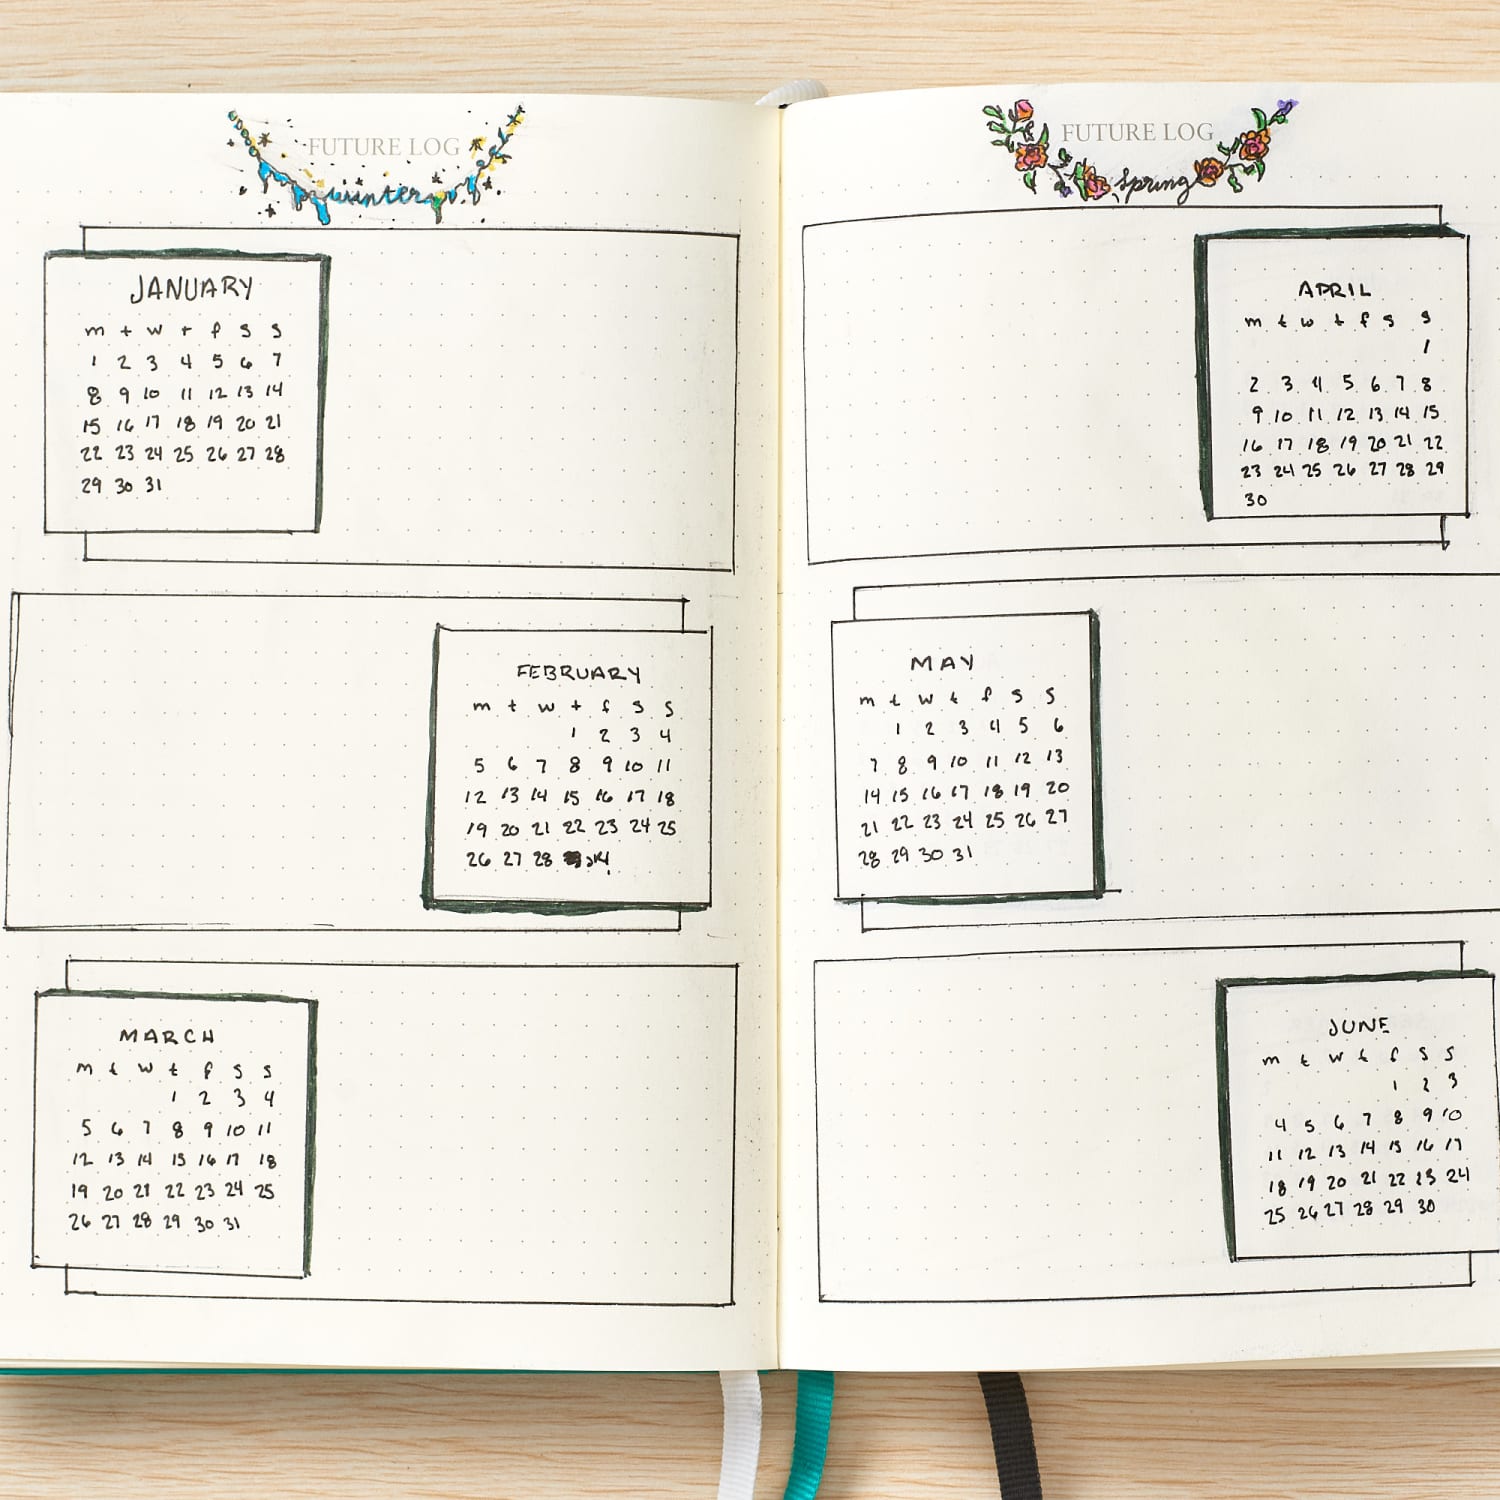 FUTURE LOG
winter
JANUARY
m t w t f s s
1 2 3 4 5 6 7
8 9 10 11 12 13 14
15 16 17 18 19 20 21
22 23 24 25 26 27 28
29 30 31
FEBRUARY
m t w t f s s
1 2 3 4
5 6 7 8 9 10 11
12 13 14 15 16 17 18
19 20 21 22 23 24 25
26 27 28
MARCH
m t w t f s s
1 2 3 4
5 6 7 8 9 10 11
12 13 14 15 16 17 18
19 20 21 22 23 24 25
26 27 28 29 30 31
FUTURE LOG
Spring
APRIL
m t w t f s s
1
2 3 4 5 6 7 8
9 10 11 12 13 14 15
16 17 18 19 20 21 22
23 24 25 26 27 28 29
30
MAY
m t w t f s s
1 2 3 4 5 6
7 8 9 10 11 12 13
14 15 16 17 18 19 20
21 22 23 24 25 26 27
28 29 30 31
JUNE
m t w t f s s
1 2 3
4 5 6 7 8 9 10
11 12 13 14 15 16 17
18 19 20 21 22 23 24
25 26 27 28 29 30